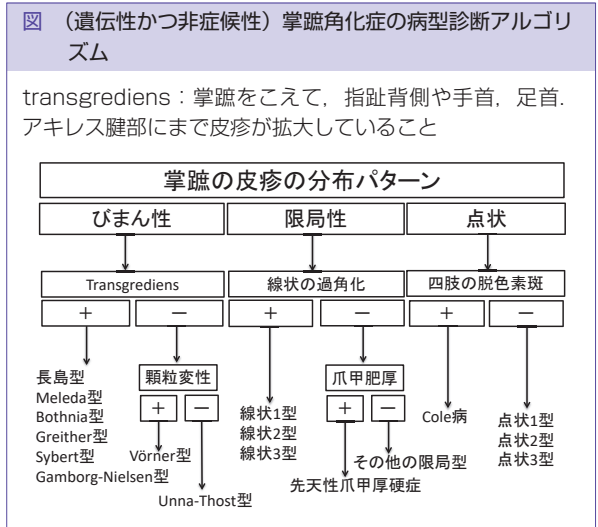 図 （遺伝性かつ非症候性）掌蹠角化症の病型診断アルゴリ
ズム
transgrediens：掌蹠をこえて，指趾背側や手首，足首．
アキレス腱部にまで皮疹が拡大していること
掌蹠の皮疹の分布パターン
びまん性 限局性 点状
Transgrediens 線状の過角化 四肢の脱色素斑
＋ － ＋ － ＋ －
長島型
Meleda型
Bothnia型
Greither型
Sybert型
Gamborg-Nielsen型
顆粒変性
＋ －
Vörner型
Unna-Thost型
線状1型
線状2型
線状3型
爪甲肥厚
＋ －
その他の限局型
先天性爪甲厚硬症
Cole病
点状1型
点状2型
点状3型